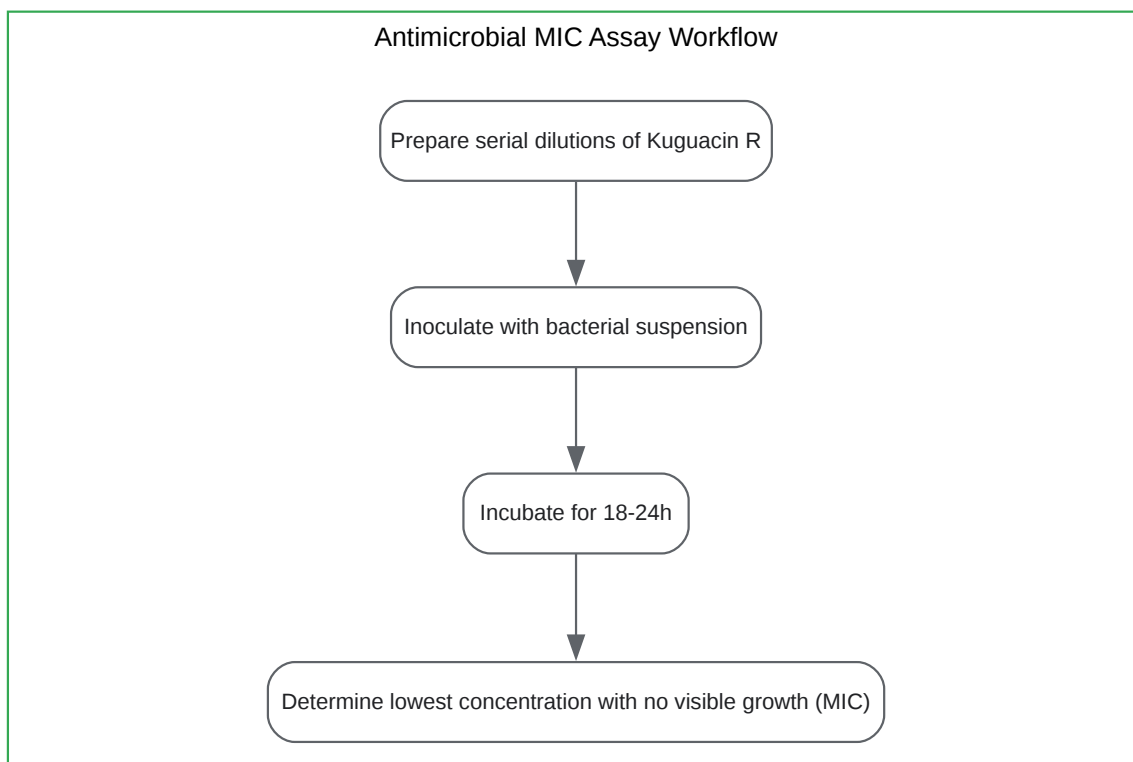 Antimicrobial MIC Assay Workflow
Prepare serial dilutions of Kuguacin R
Inoculate with bacterial suspension
Incubate for 18-24h
Determine lowest concentration with no visible growth (MIC)